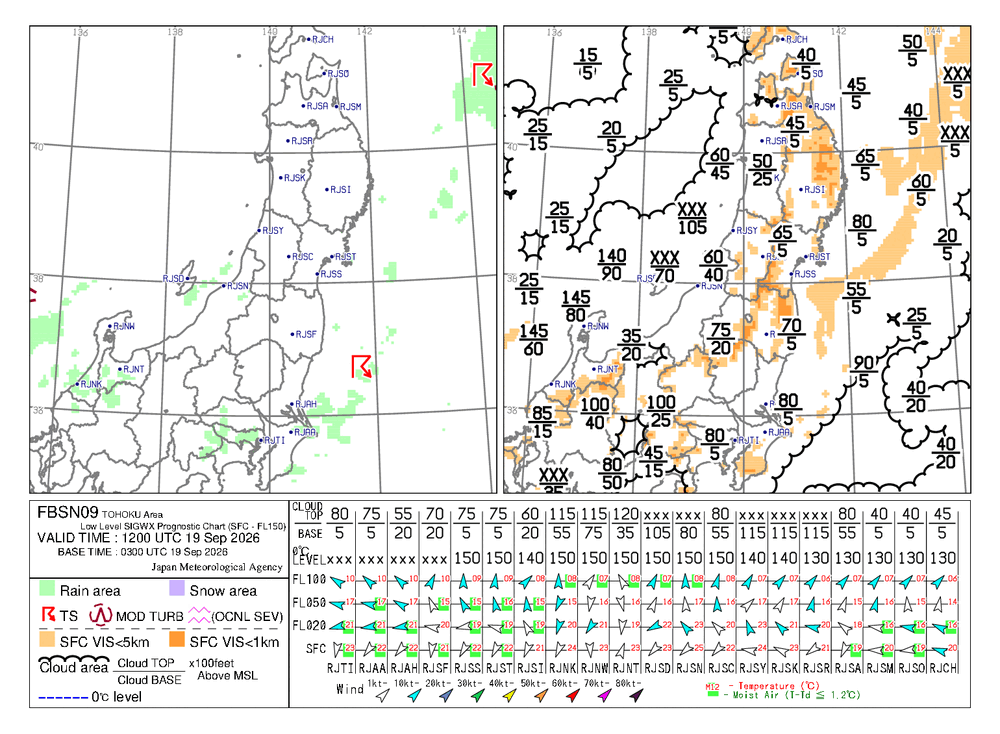 136
138
140
142
144
40
38
38
RJCH
RJSO
RJSA
RJSM
RJSR
RJSK
RJSI
RJSY
RJSC
RJST
RJSS
RJSD
RJSN
RJNW
RJSF
RJNT
RJNK
RJAH
RJAA
RJTI
136
138
140
142
144
15
5
25
5
40
5
50
5
45
5
XXX
5
40
5
XXX
5
25
15
20
5
45
5
60
45
50
25
65
5
60
5
25
15
XXX
105
65
5
80
5
20
5
140
90
XXX
70
60
40
25
15
145
80
55
5
145
60
35
20
75
20
70
5
25
5
90
5
40
20
85
15
100
40
100
25
80
5
80
5
45
15
80
50
40
20
XXX
FBSN09 TOHOKU Area
Low Level SIGWX Prognostic Chart (SFC - FL150)
VALID TIME : 1200 UTC 19 Sep 2026
BASE TIME : 0300 UTC 19 Sep 2026
Japan Meteorological Agency
Rain area
Snow area
TS
MOD TURB
(OCNL SEV)
SFC VIS<5km
SFC VIS<1km
Cloud area
Cloud TOP
Cloud BASE
x100feet
Above MSL
0℃ level
CLOUD TOP 80 75 75 70 75 75 60 115 115 120 xxx xxx 80 xxx xxx xxx 55 40 40 45
BASE 5 5 20 20 5 5 5 55 75 35 105 80 55 115 115 115 5 5 5 5
0℃ LEVEL xxx xxx xxx xxx 150 150 140 150 150 150 150 150 150 140 140 130 130 130 130 130
FL100
FL050
FL020
SFC
RJTI RJAA RJAH RJSF RJSS RJST RJSI RJNK RJNW RJNT RJSD RJSN RJSC RJSY RJSK RJSR RJSA RJSM RJSO RJCH
Wind 1kt- 10kt- 20kt- 30kt- 40kt- 50kt- 60kt- 70kt- 80kt-
M12 - Temperature (℃)
- Moist Air (T-Td ≦ 1.2℃)